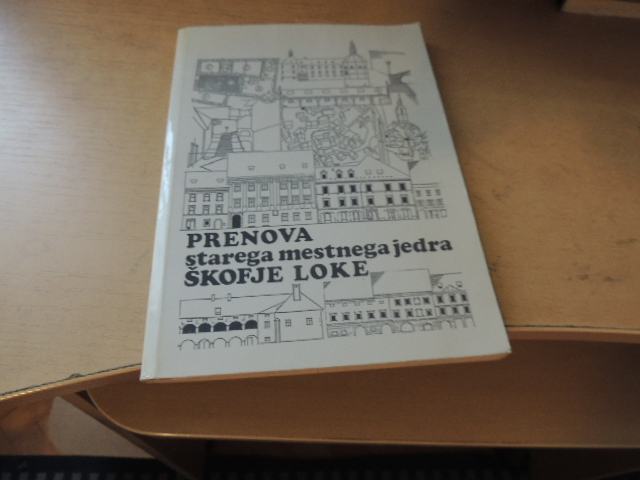 PRENOVA
starega mestnega jedra
ŠKOFJE LOKE